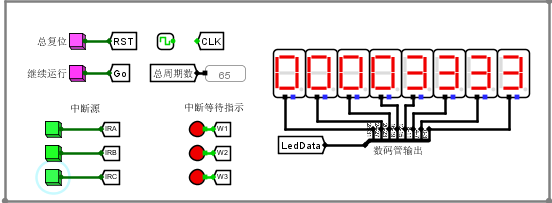 总复位 RST CLK
继续运行 Go 总周期数 65
00003333
中断源 中断等待指示
IRA W1
IRB W2
IRC W3
LedData 数码管输出